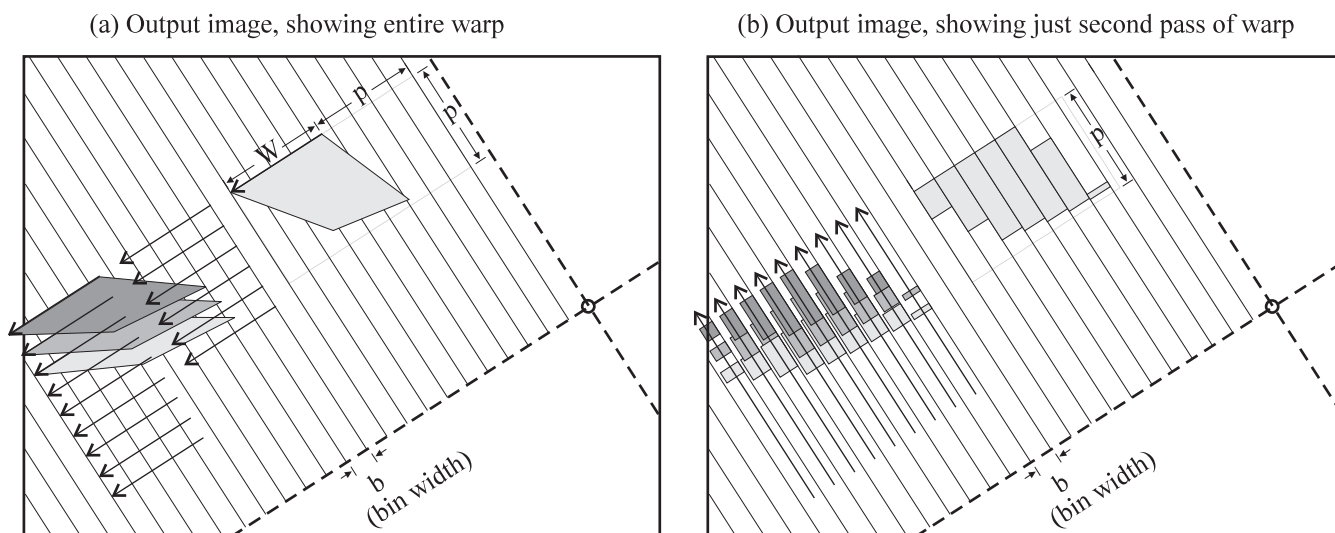 (a) Output image, showing entire warp
(b) Output image, showing just second pass of warp
p
p
W
b
(bin width)
p
b
(bin width)